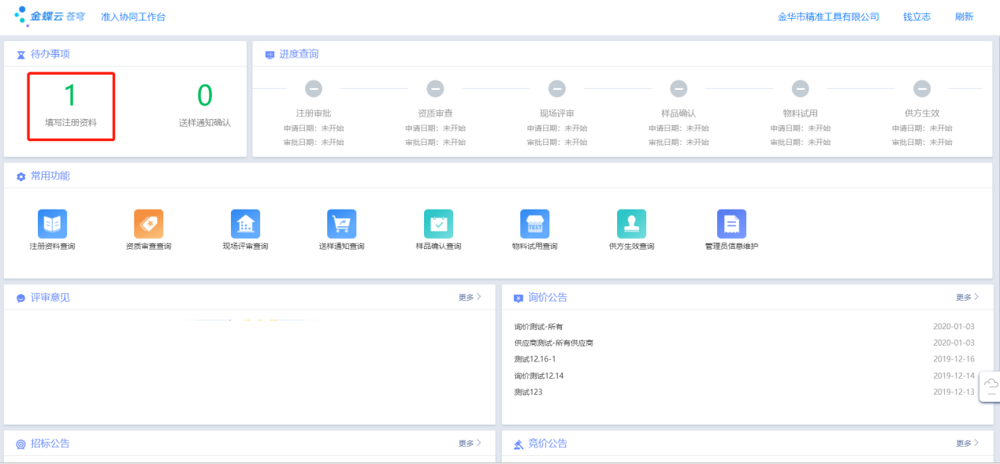 金蝶云 苍穹 准入协同工作台 金华市精准工具有限公司 钱立志 刷新
待办事项
1 0
填写注册资料 送样通知确认
进度查询
注册审批 资质审查 现场评审 样品确认 物料试用 供方生效
申请日期：未开始 申请日期：未开始 申请日期：未开始 申请日期：未开始 申请日期：未开始 申请日期：未开始
审批日期：未开始 审批日期：未开始 审批日期：未开始 审批日期：未开始 审批日期：未开始 审批日期：未开始
常用功能
TEST
注册资料查询 资质审查查询 现场评审查询 送样通知查询 样品确认查询 物料试用查询 供方生效查询 管理员信息维护
评审意见 更多
询价公告 更多
询价测试-所有 2020-01-03
供应商测试-所有供应商 2020-01-03
测试12.16-1 2019-12-16
询价测试12.14 2019-12-14
测试123 2019-12-13
招标公告 更多
竞价公告 更多